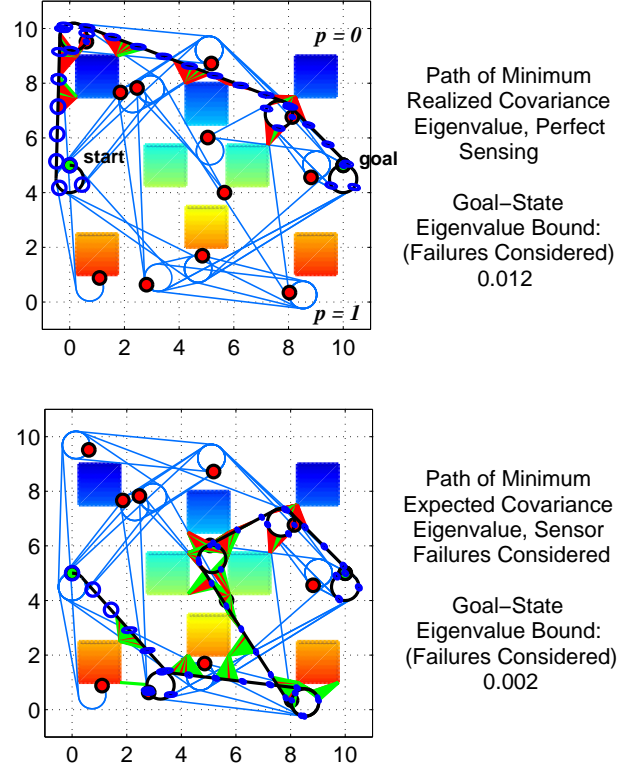 10
8
6
4
2
0
0 2 4 6 8 10
p = 0
start
goal
p = 1
Path of Minimum
Realized Covariance
Eigenvalue, Perfect
Sensing
Goal−State
Eigenvalue Bound:
(Failures Considered)
0.012
10
8
6
4
2
0
0 2 4 6 8 10
Path of Minimum
Expected Covariance
Eigenvalue, Sensor
Failures Considered
Goal−State
Eigenvalue Bound:
(Failures Considered)
0.002